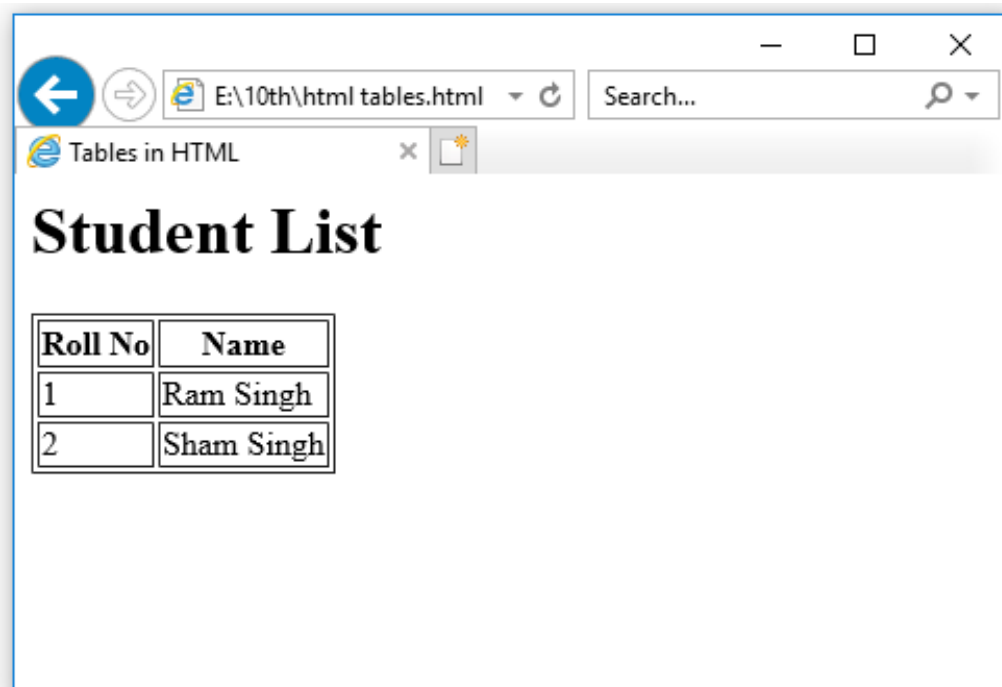 E:\10th\html tables.html Search...
Tables in HTML
Student List
Roll No Name
1 Ram Singh
2 Sham Singh